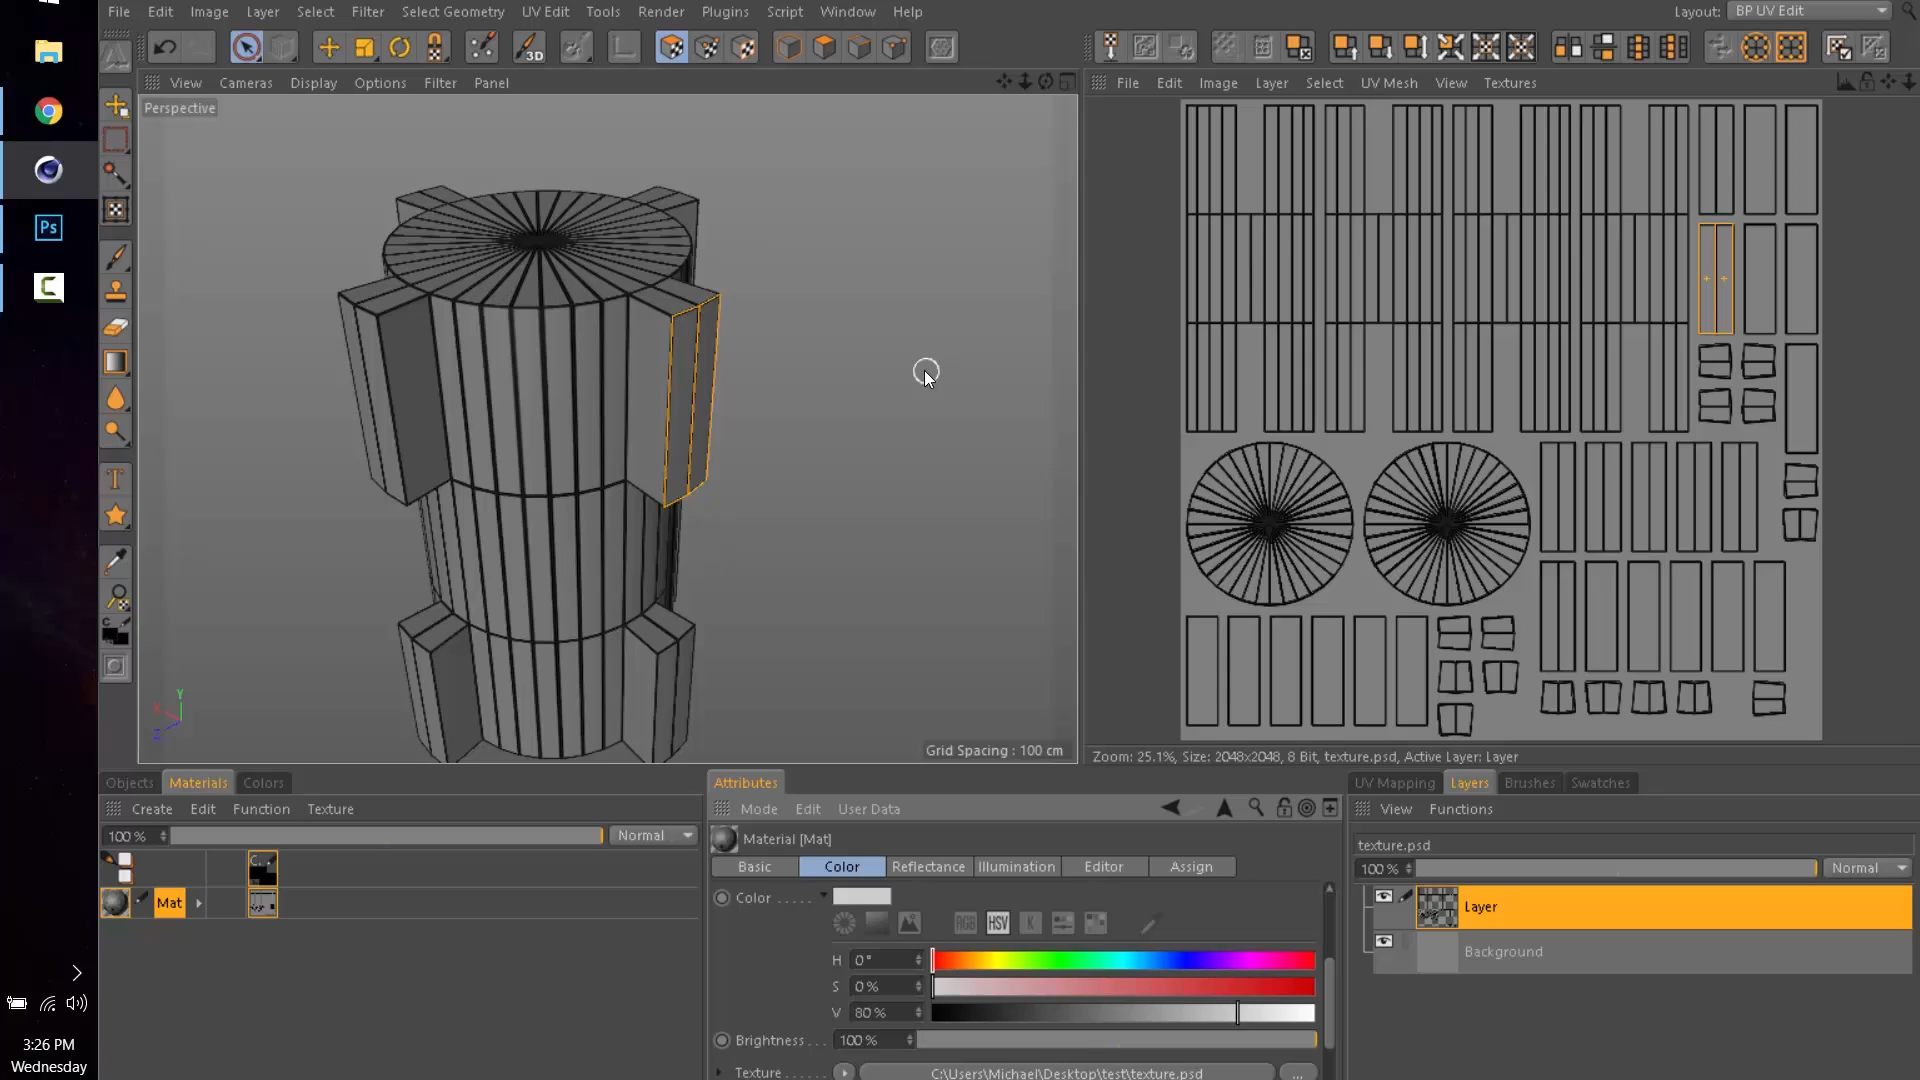 File Edit Image Layer Select Filter Select Geometry UV Edit Tools Render Plugins Script Window Help
Layout: BP UV Edit
3D
View Cameras Display Options Filter Panel
File Edit Image Layer Select UV Mesh View Textures
Perspective
Ps
C
T
Y
X
Z
Grid Spacing : 100 cm
Zoom: 25.1%, Size: 2048x2048, 8 Bit, texture.psd, Active Layer: Layer
Objects Materials Colors
Attributes
UV Mapping Layers Brushes Swatches
Create Edit Function Texture
Mode Edit User Data
View Functions
100 %
Normal
Material [Mat]
texture.psd
Basic Color Reflectance Illumination Editor Assign
100 %
Normal
Color . . . . .
Mat
Layer
RGB HSV K
Background
H 0°
S 0 %
V 80 %
Brightness . . . 100 %
Texture . . . . . . C:\Users\Michael\Desktop\test\texture.psd ...
3:26 PM
Wednesday